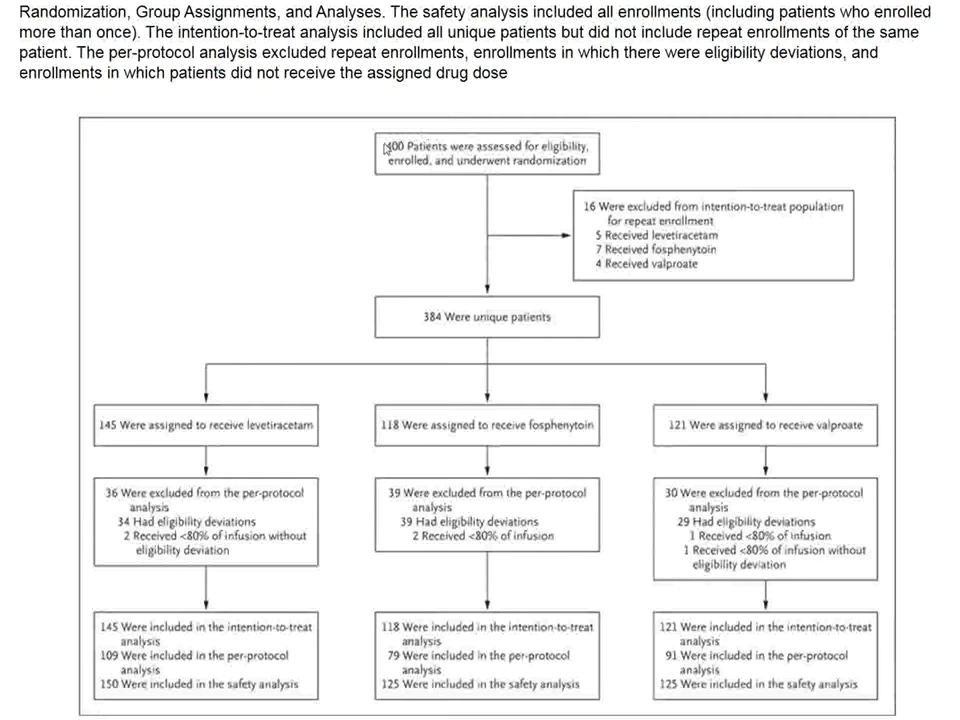 Randomization, Group Assignments, and Analyses. The safety analysis included all enrollments (including patients who enrolled
more than once). The intention-to-treat analysis included all unique patients but did not include repeat enrollments of the same
patient. The per-protocol analysis excluded repeat enrollments, enrollments in which there were eligibility deviations, and
enrollments in which patients did not receive the assigned drug dose
Patients were assessed for eligibility,
enrolled, and underwent randomization
16 Were excluded from intention-to-treat population
for repeat enrollment
5 Received levetiracetam
7 Received fosphenytoin
4 Received valproate
384 Were unique patients
145 Were assigned to receive levetiracetam
118 Were assigned to receive fosphenytoin
121 Were assigned to receive valproate
36 Were excluded from the per-protocol
analysis
34 Had eligibility deviations
2 Received <80% of infusion without
eligibility deviation
39 Were excluded from the per-protocol
analysis
39 Had eligibility deviations
2 Received <80% of infusion
30 Were excluded from the per-protocol
analysis
29 Had eligibility deviations
1 Received <80% of infusion
1 Received <80% of infusion without
eligibility deviation
145 Were included in the intention-to-treat
analysis
109 Were included in the per-protocol
analysis
150 Were included in the safety analysis
118 Were included in the intention-to-treat
analysis
79 Were included in the per-protocol
analysis
125 Were included in the safety analysis
121 Were included in the intention-to-treat
analysis
91 Were included in the per-protocol
analysis
125 Were included in the safety analysis